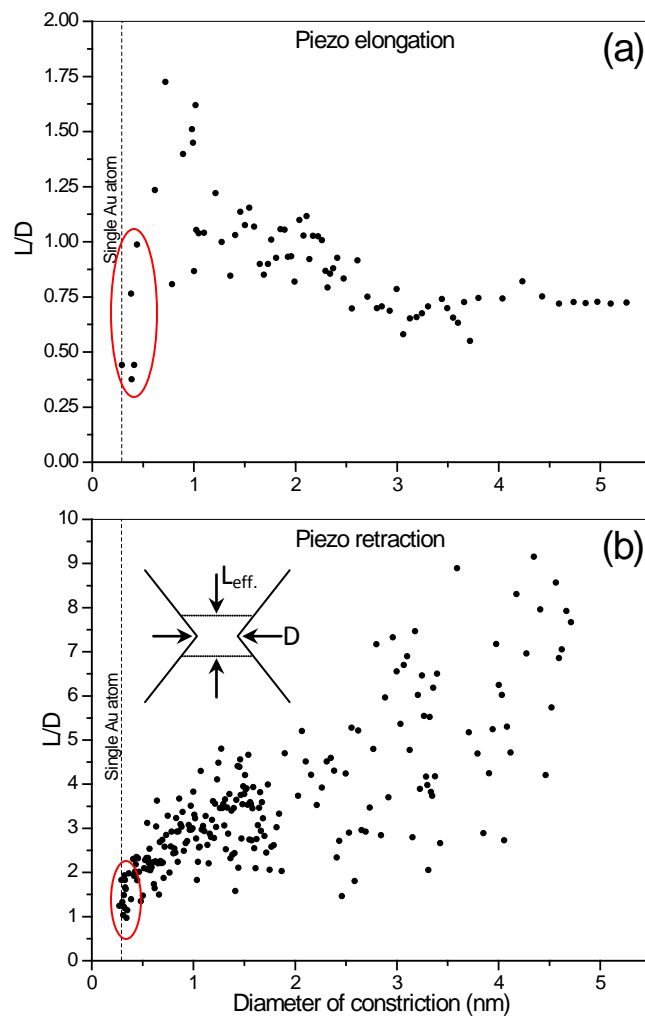 2.00
Piezo elongation
(a)
1.75
1.50
1.25
1.00
0.75
0.50
0.25
0.00
L/D
Single Au atom
0 1 2 3 4 5
10
Piezo retraction
(b)
9
8
7
6
5
4
3
2
1
0
L/D
Single Au atom
Leff.
D
0 1 2 3 4 5
Diameter of constriction (nm)